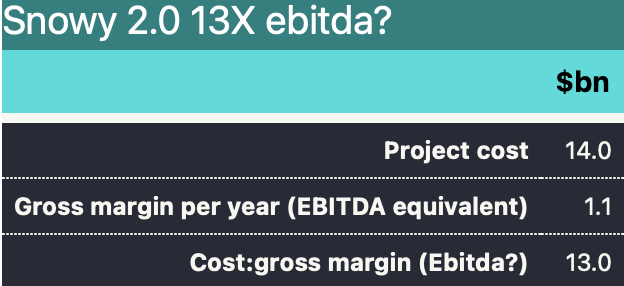 Snowy 2.0 13X ebitda?
$bn
Project cost 14.0
Gross margin per year (EBITDA equivalent) 1.1
Cost:gross margin (Ebitda?) 13.0